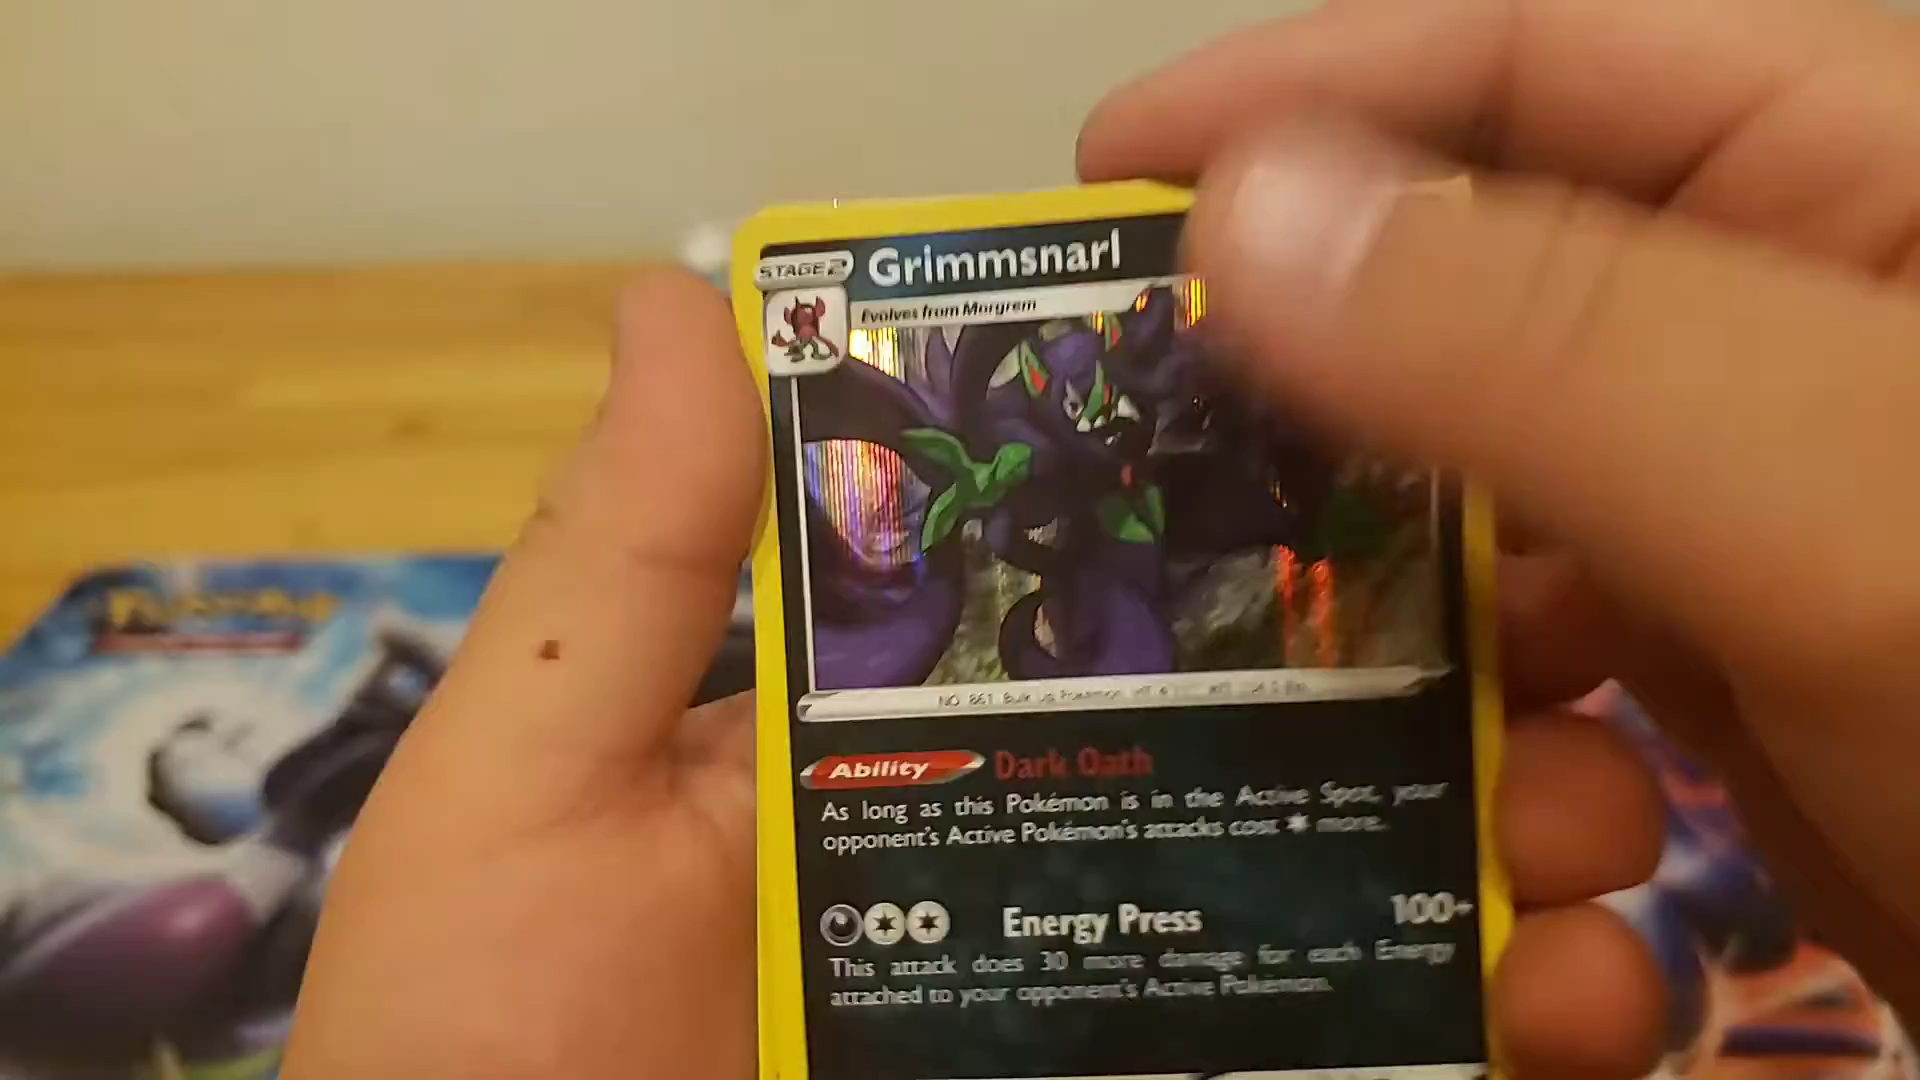 STAGE 2
Grimmsnarl
Evolves from Morgrem
NO. 861 Bulk Up Pokémon
Ability Dark Oath
As long as this Pokémon is in the Active Spot, your
opponent's Active Pokémon's attacks cost more.
Energy Press 100+
This attack does 30 more damage for each Energy
attached to your opponent's Active Pokémon.
POKÉMON